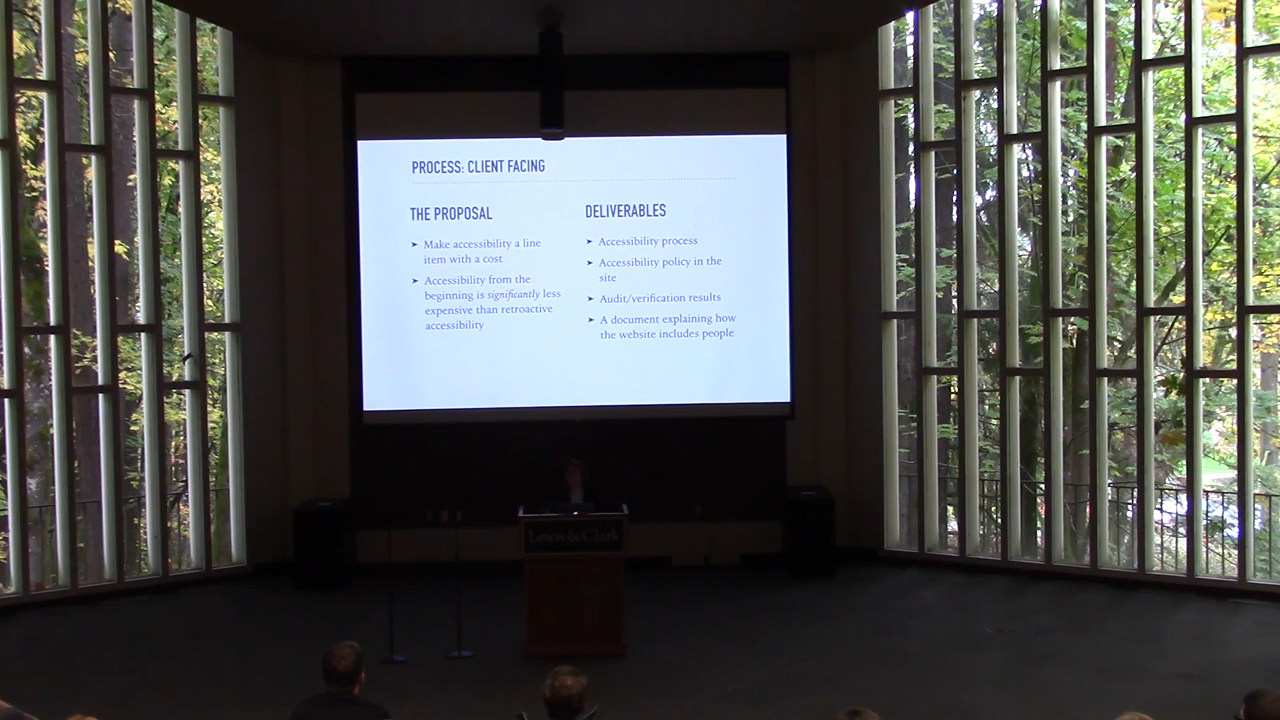 PROCESS: CLIENT FACING
THE PROPOSAL
➤ Make accessibility a line
item with a cost
➤ Accessibility from the
beginning is significantly less
expensive than retroactive
accessibility
DELIVERABLES
➤ Accessibility process
➤ Accessibility policy in the
site
➤ Audit/verification results
➤ A document explaining how
the website includes people
Lewis & Clark